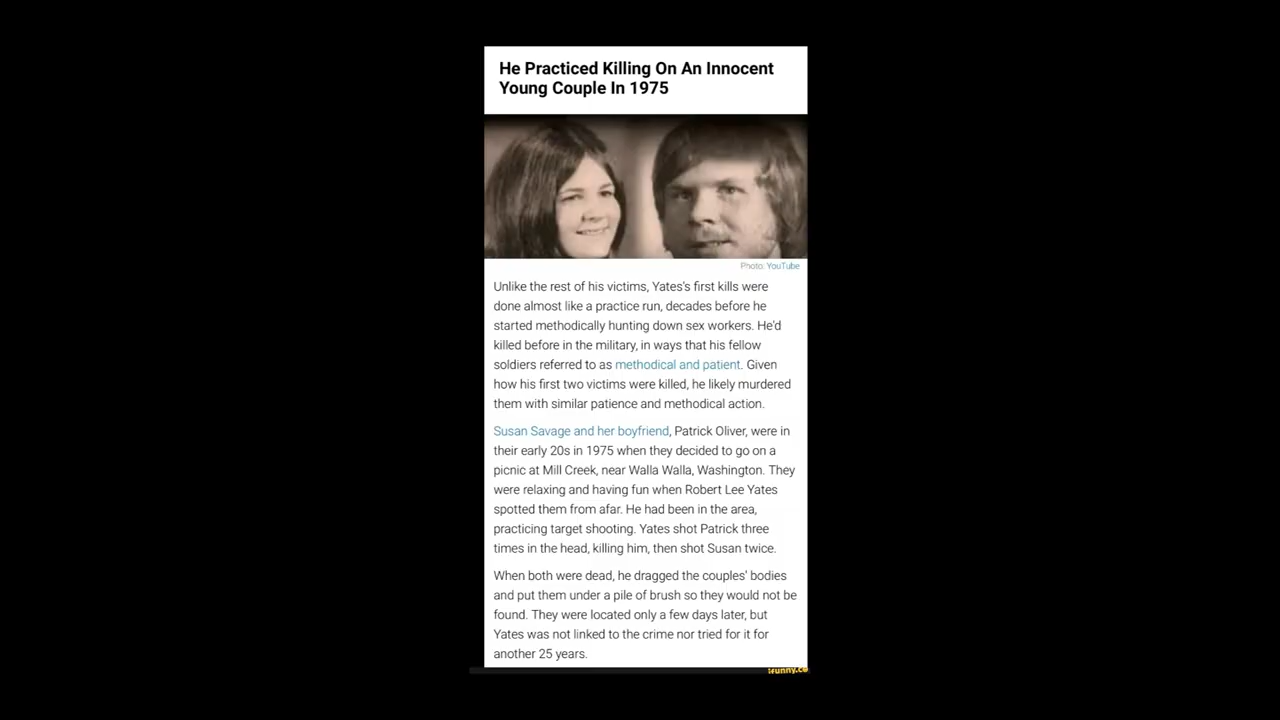 He Practiced Killing On An Innocent
Young Couple In 1975
Photo: YouTube
Unlike the rest of his victims, Yates's first kills were
done almost like a practice run, decades before he
started methodically hunting down sex workers. He'd
killed before in the military, in ways that his fellow
soldiers referred to as methodical and patient. Given
how his first two victims were killed, he likely murdered
them with similar patience and methodical action.
Susan Savage and her boyfriend, Patrick Oliver, were in
their early 20s in 1975 when they decided to go on a
picnic at Mill Creek, near Walla Walla, Washington. They
were relaxing and having fun when Robert Lee Yates
spotted them from afar. He had been in the area,
practicing target shooting. Yates shot Patrick three
times in the head, killing him, then shot Susan twice.
When both were dead, he dragged the couples' bodies
and put them under a pile of brush so they would not be
found. They were located only a few days later, but
Yates was not linked to the crime nor tried for it for
another 25 years.
ifunny.co